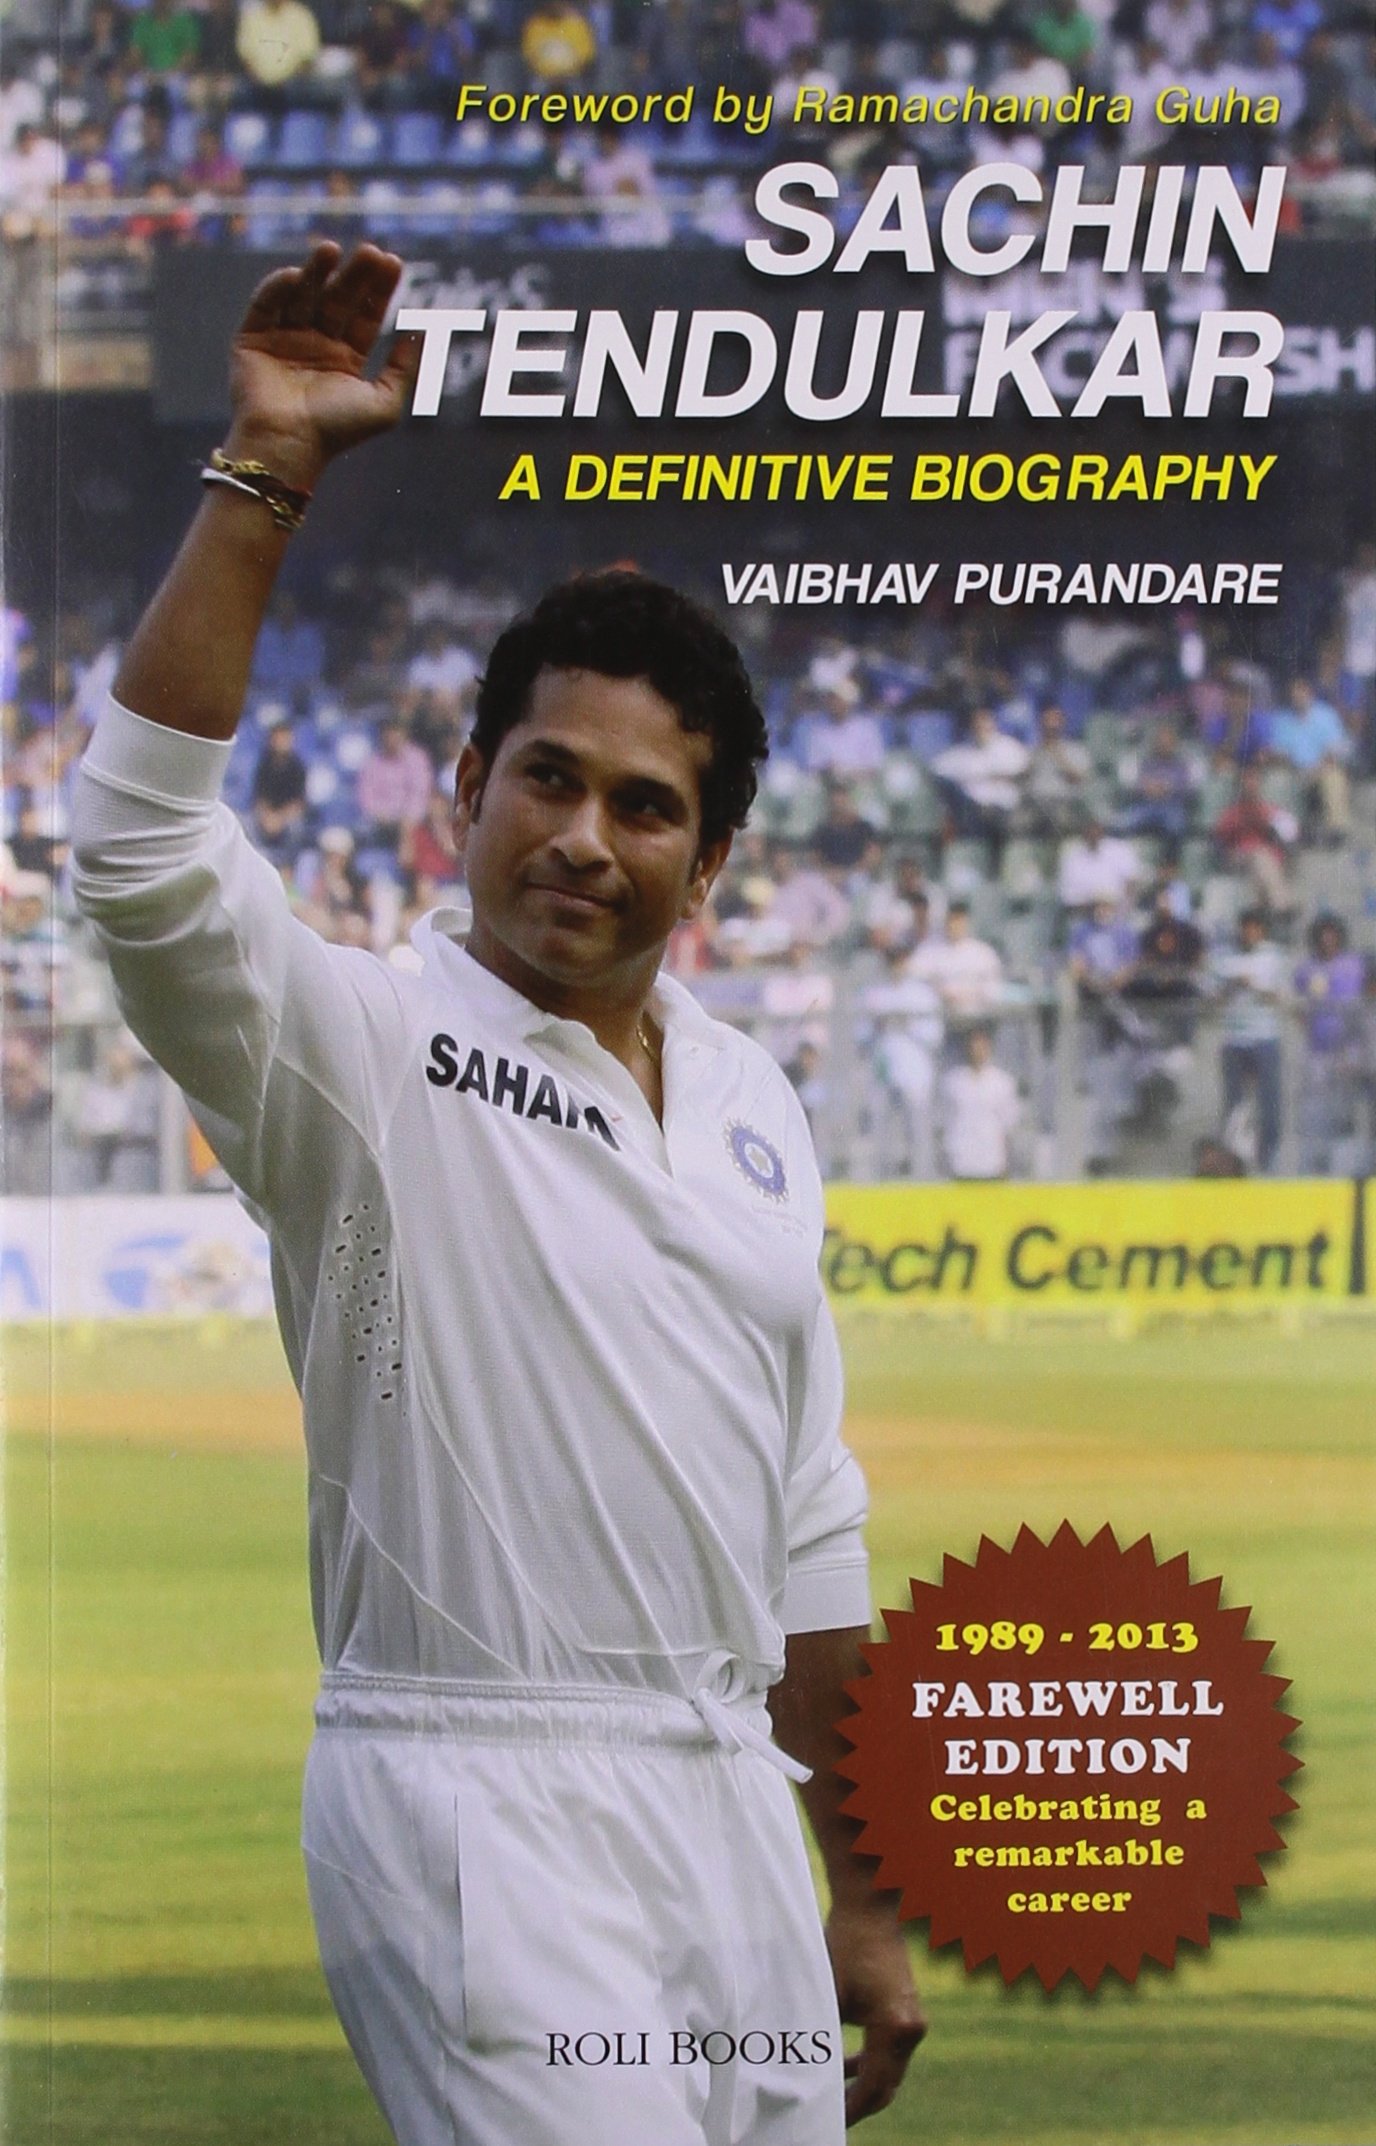 Foreword by Ramachandra Guha
SACHIN
TENDULKAR
A DEFINITIVE BIOGRAPHY
VAIBHAV PURANDARE
MEN'S
SAHARA
Tech Cement
1989 - 2013
FAREWELL
EDITION
Celebrating a
remarkable
career
ROLI BOOKS